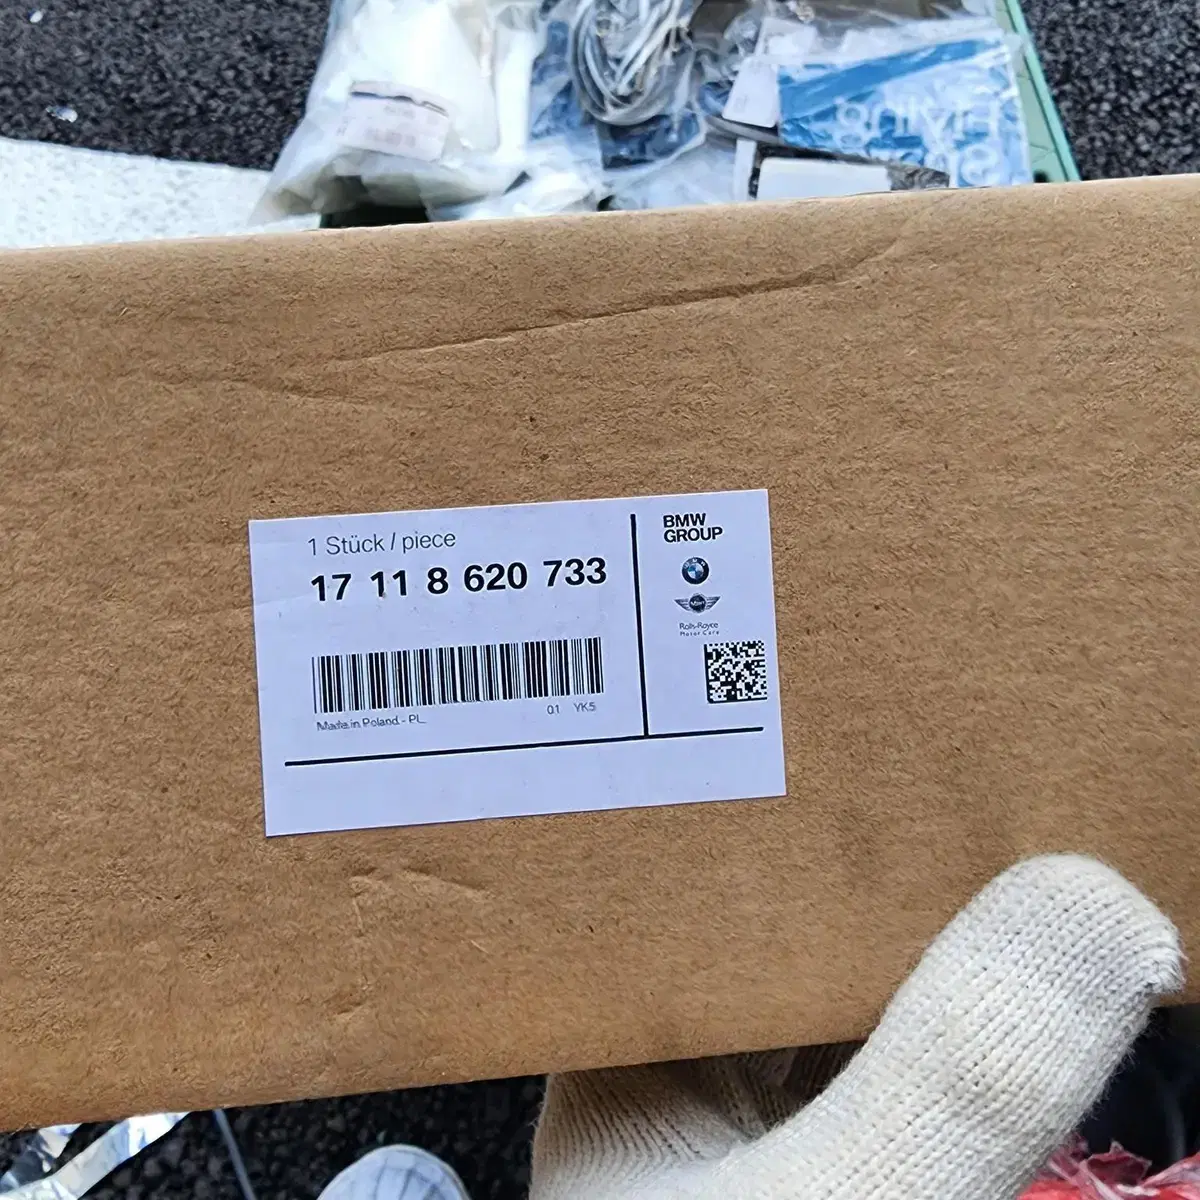 1 Stück / piece
17 11 8 620 733
Made in Poland - PL
01 YK5
BMW
GROUP
Rolls-Royce
Motor Cars